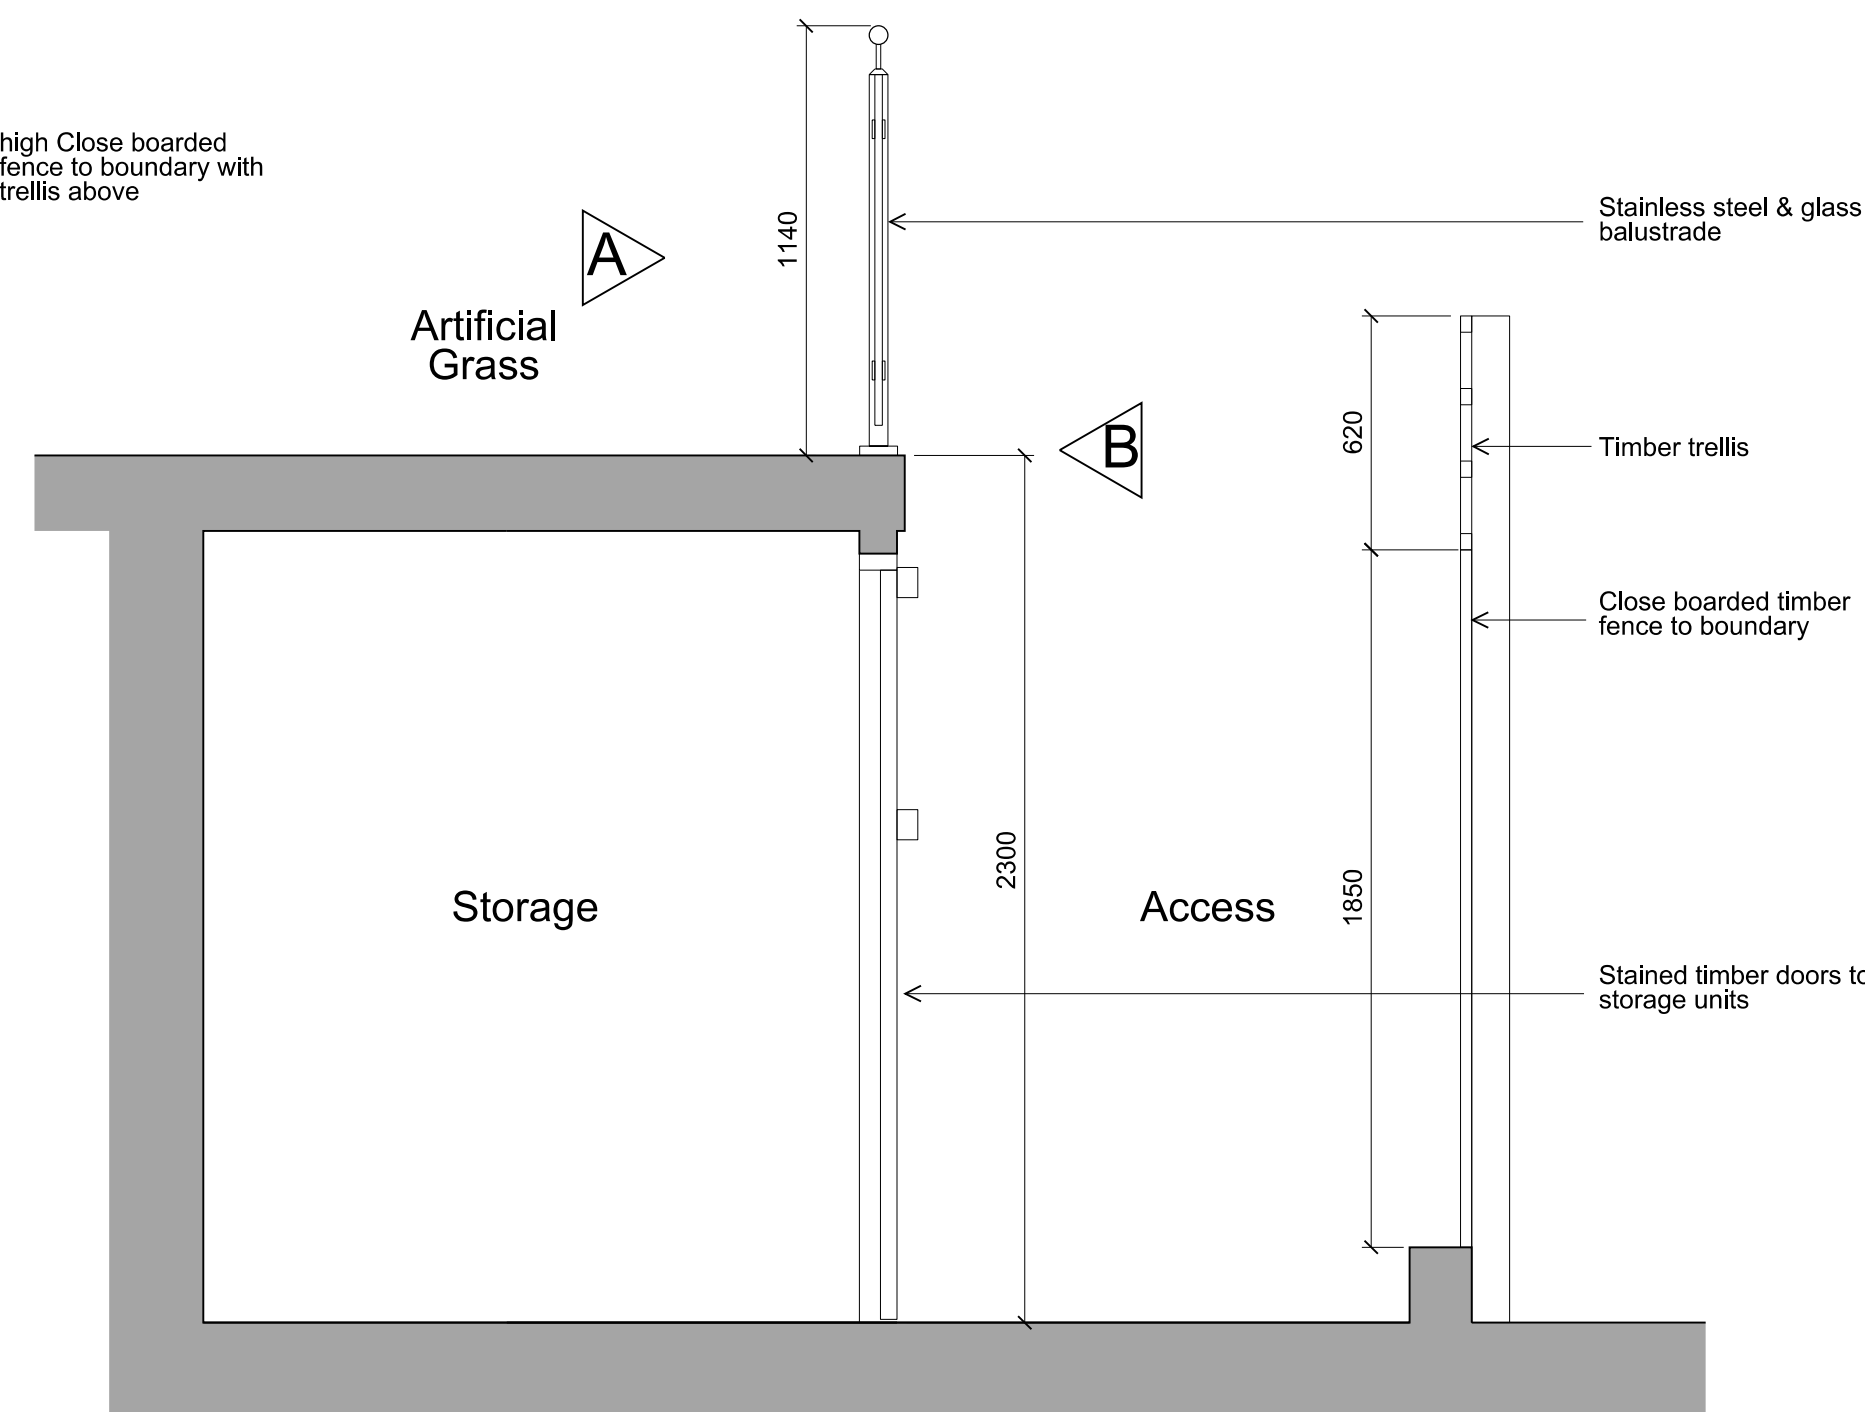 high Close boarded
fence to boundary with
trellis above
1140
Stainless steel & glass
balustrade
A
Artificial
Grass
B
620
Timber trellis
Close boarded timber
fence to boundary
2300
Storage
Access
1850
Stained timber doors to
storage units